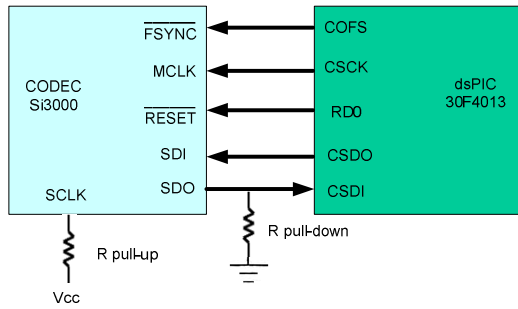 FSYNC
COFS
MCLK
CSCK
CODEC
Si3000
dsPIC
30F4013
RESET
RD0
SDI
CSDO
SDO
CSDI
SCLK
R pull-down
R pull-up
Vcc